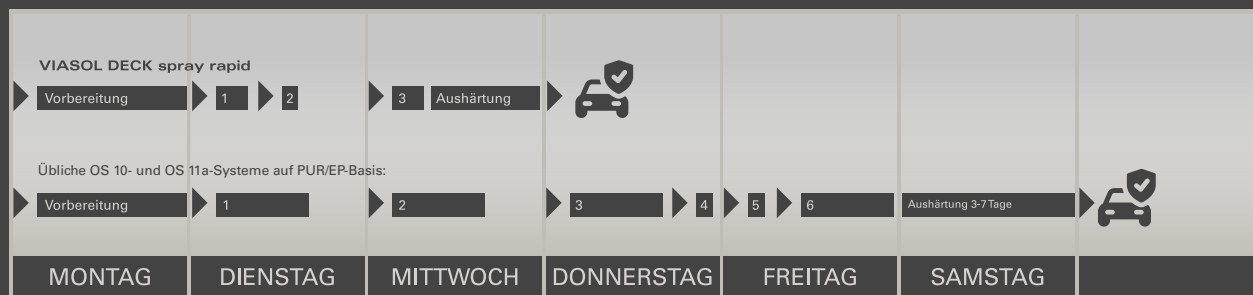 VIASOL DECK spray rapid
Vorbereitung 1 2 3 Aushärtung
Übliche OS 10- und OS 11a-Systeme auf PUR/EP-Basis:
Vorbereitung 1 2 3 4 5 6 Aushärtung 3-7 Tage
MONTAG DIENSTAG MITTWOCH DONNERSTAG FREITAG SAMSTAG